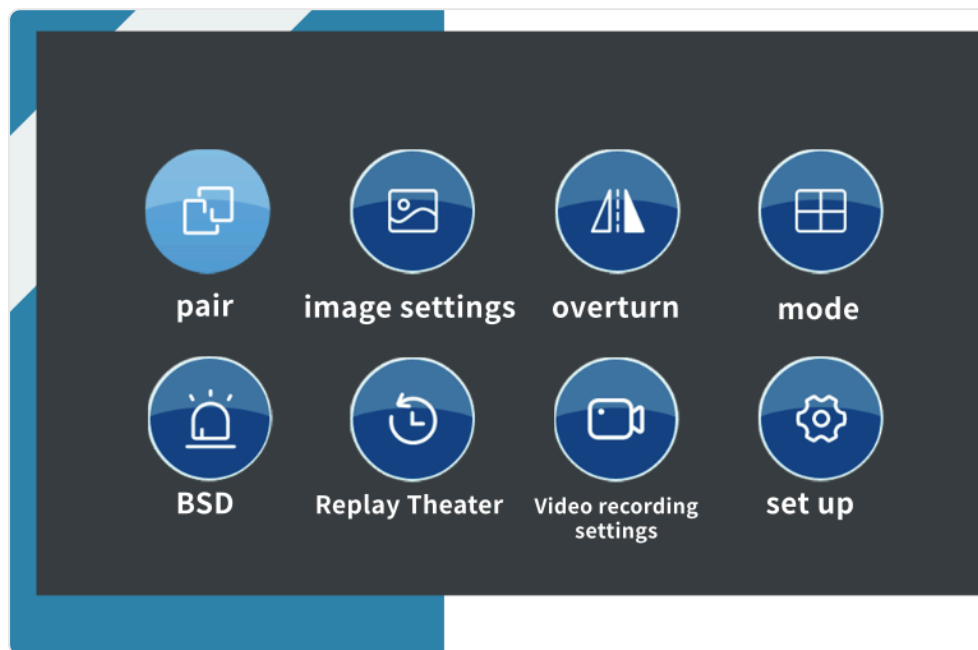 pair
image settings
overturn
mode
BSD
Replay Theater
Video recording
settings
set up